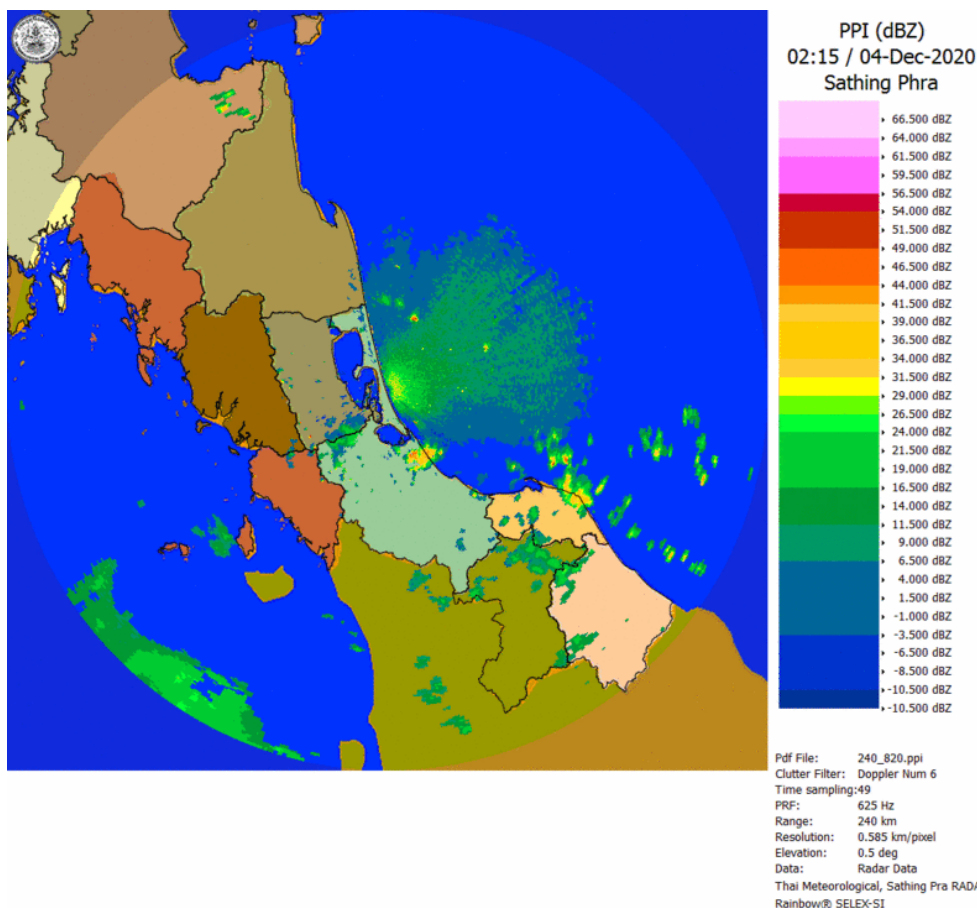 PPI (dBZ)
02:15 / 04-Dec-2020
Sathing Phra
66.500 dBZ
64.000 dBZ
61.500 dBZ
59.500 dBZ
56.500 dBZ
54.000 dBZ
51.500 dBZ
49.000 dBZ
46.500 dBZ
44.000 dBZ
41.500 dBZ
39.000 dBZ
36.500 dBZ
34.000 dBZ
31.500 dBZ
29.000 dBZ
26.500 dBZ
24.000 dBZ
19.000 dBZ
16.500 dBZ
14.000 dBZ
11.500 dBZ
9.000 dBZ
6.500 dBZ
4.000 dBZ
1.500 dBZ
-1.000 dBZ
-3.500 dBZ
-6.500 dBZ
-8.500 dBZ
-10.500 dBZ
-10.500 dBZ
Pdf File: 240_820.ppi
Clutter Filter: Doppler Num 6
Time sampling:49
PRF: 625 Hz
Range: 240 km
Resolution: 0.585 km/pixel
Elevation: 0.5 deg
Data: Radar Data
Thai Meteorological, Sathing Pra RADA
Rainbow® SELEX-SI